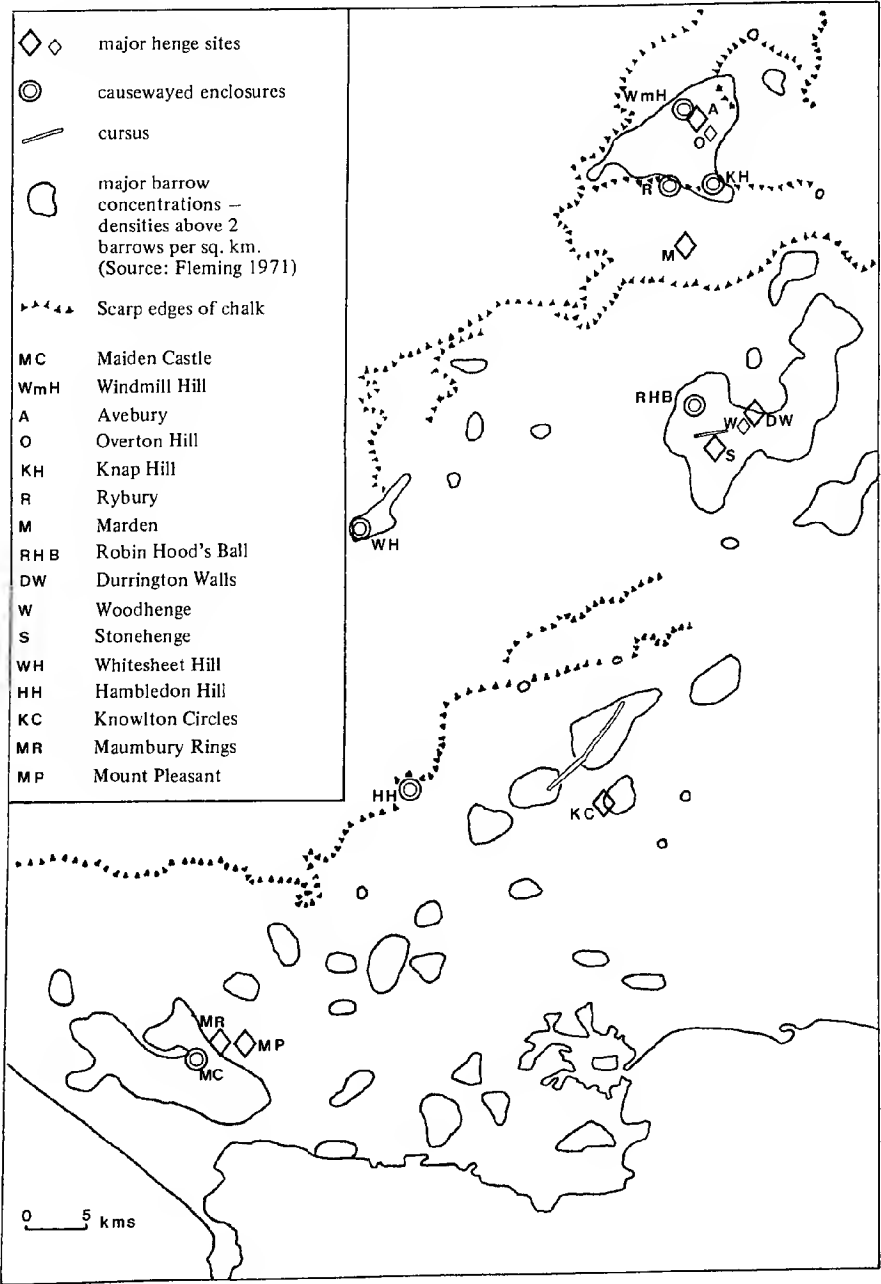 major henge sites
causewayed enclosures
cursus
major barrow
concentrations –
densities above 2
barrows per sq. km.
(Source: Fleming 1971)
Scarp edges of chalk
MC Maiden Castle
WmH Windmill Hill
A Avebury
O Overton Hill
KH Knap Hill
R Rybury
M Marden
RHB Robin Hood's Ball
DW Durrington Walls
W Woodhenge
S Stonehenge
WH Whitesheet Hill
HH Hambledon Hill
KC Knowlton Circles
MR Maumbury Rings
MP Mount Pleasant
WmH
A
O
R
KH
M
RHB
W
DW
S
WH
HH
KC
MR
MP
MC
0 5 kms